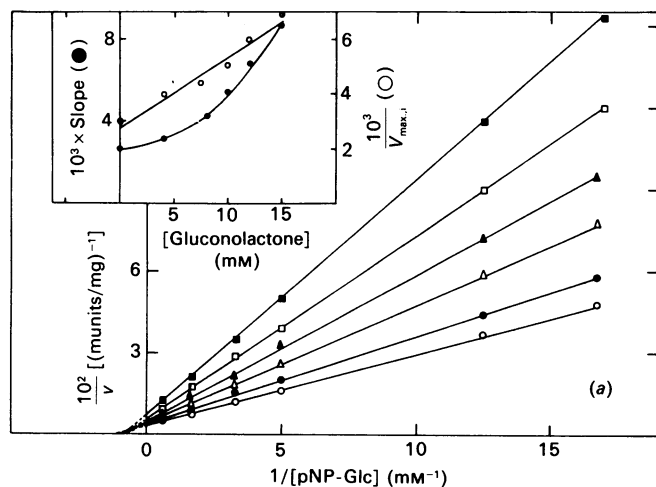 8
4
10³ × Slope (●)
6
4
2
10³/Vmax.,i (○)
5
10
15
[Gluconolactone]
(mM)
6
3
10²/v [(munits/mg)⁻¹]
(a)
0
5
10
15
1/[pNP-Glc] (mM⁻¹)